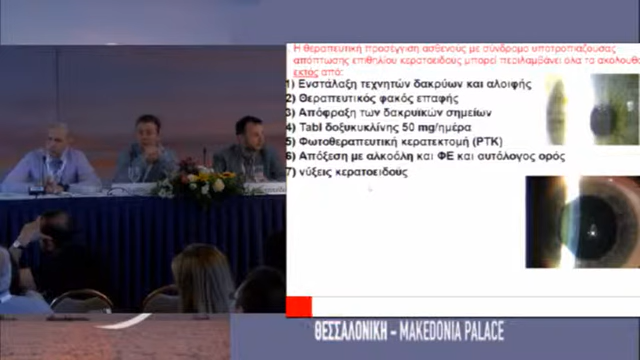 Η θεραπευτική προσέγγιση ασθενούς με σύνδρομο υποτροπιάζουσας
απόπτωσης επιθηλίου κερατοειδούς μπορεί περιλαμβάνει όλα τα ακόλουθα
εκτός από:
1) Ενστάλαξη τεχνητών δακρύων και αλοιφής
2) Θεραπευτικός φακός επαφής
3) Απόφραξη των δακρυϊκών σημείων
4) Tabl δοξυκυκλίνης 50 mg/ημέρα
5) Φωτοθεραπευτική κερατεκτομή (PTK)
6) Απόξεση με αλκοόλη και ΦΕ και αυτόλογος ορός
7) νύξεις κερατοειδούς
ΘΕΣΣΑΛΟΝΙΚΗ – MAKEDONIA PALACE